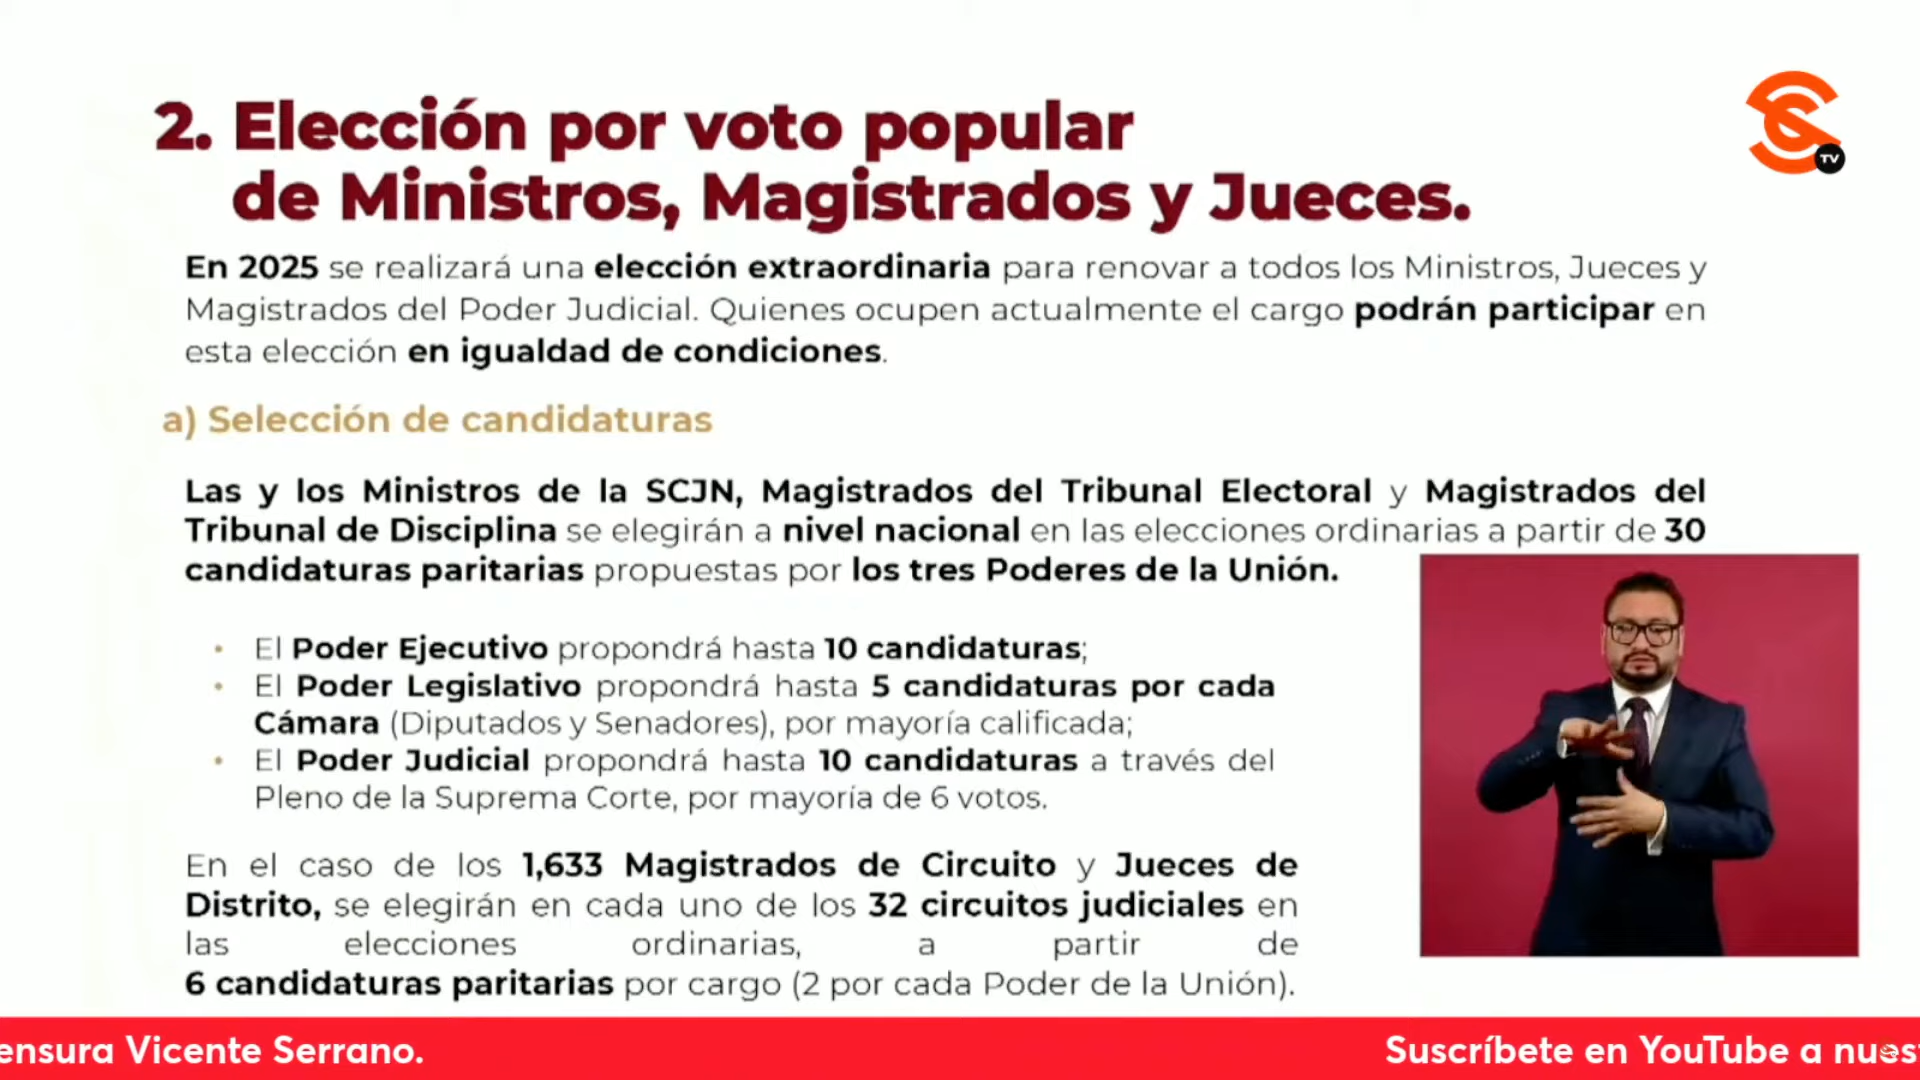 2. Elección por voto popular
de Ministros, Magistrados y Jueces.
TV
En 2025 se realizará una elección extraordinaria para renovar a todos los Ministros, Jueces y
Magistrados del Poder Judicial. Quienes ocupen actualmente el cargo podrán participar en
esta elección en igualdad de condiciones.
a) Selección de candidaturas
Las y los Ministros de la SCJN, Magistrados del Tribunal Electoral y Magistrados del
Tribunal de Disciplina se elegirán a nivel nacional en las elecciones ordinarias a partir de 30
candidaturas paritarias propuestas por los tres Poderes de la Unión.
• El Poder Ejecutivo propondrá hasta 10 candidaturas;
• El Poder Legislativo propondrá hasta 5 candidaturas por cada
Cámara (Diputados y Senadores), por mayoría calificada;
• El Poder Judicial propondrá hasta 10 candidaturas a través del
Pleno de la Suprema Corte, por mayoría de 6 votos.
En el caso de los 1,633 Magistrados de Circuito y Jueces de
Distrito, se elegirán en cada uno de los 32 circuitos judiciales en
las elecciones ordinarias, a partir de
6 candidaturas paritarias por cargo (2 por cada Poder de la Unión).
ensura Vicente Serrano. Suscríbete en YouTube a nuest